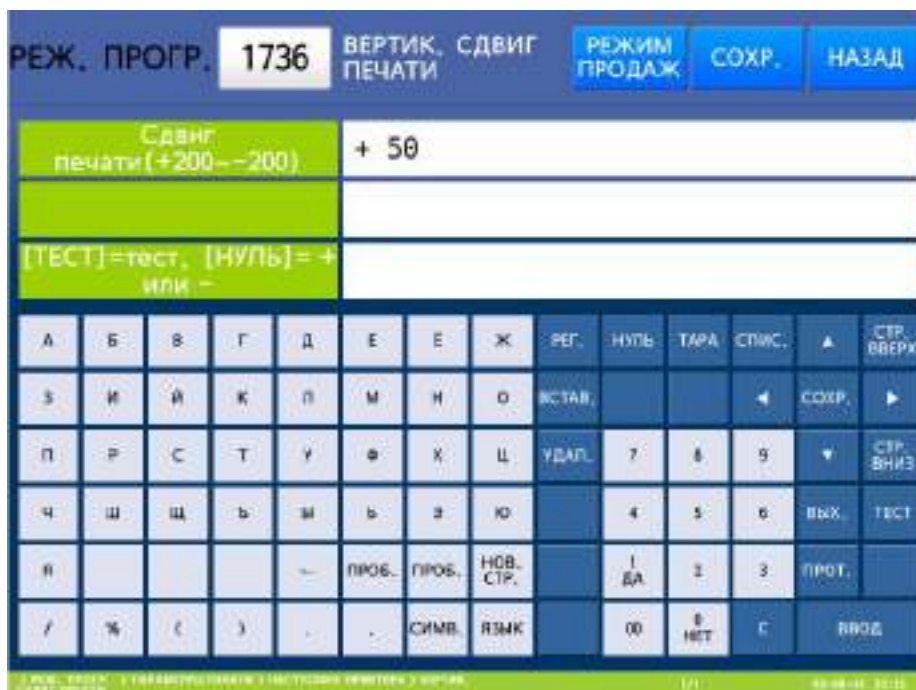 РЕЖ. ПРОГР. 1736 ВЕРТИК. СДВИГ ПЕЧАТИ РЕЖИМ ПРОДАЖ СОХР. НАЗАД
Сдвиг
печати(+200~-200) + 50
[ТЕСТ]=тест, [НУЛЬ]= +
или -
А Б В Г Д Е Ё Ж РЕГ. НУЛЬ ТАРА СПИС. ▲ СТР. ВВЕРХ
З И Й К Л М Н О ВСТАВ. ◄ СОХР. ►
П Р С Т У Ф Х Ц УДАЛ. 7 8 9 ▼ СТР. ВНИЗ
Ч Ш Щ Ъ Ы Ь Э Ю 4 5 6 ВЫХ. ТЕСТ
Я ← ПРОБ. ПРОБ. НОВ. СТР. 1 ДА 2 3 ПРОТ.
/ % ( ) СИМВ. ЯЗЫК 00 0 НЕТ С ВВОД
1/1